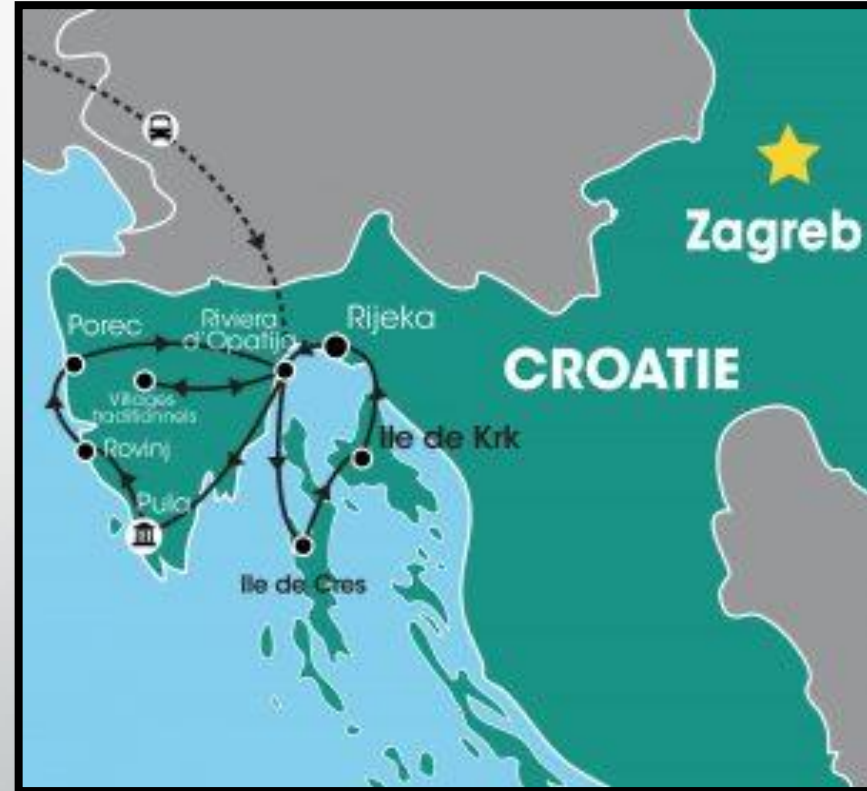 Zagreb
CROATIE
Porec
Riviera
d'Opatija
Rijeka
Villages
traditionnels
Rovinj
Pula
Ile de Krk
Ile de Cres